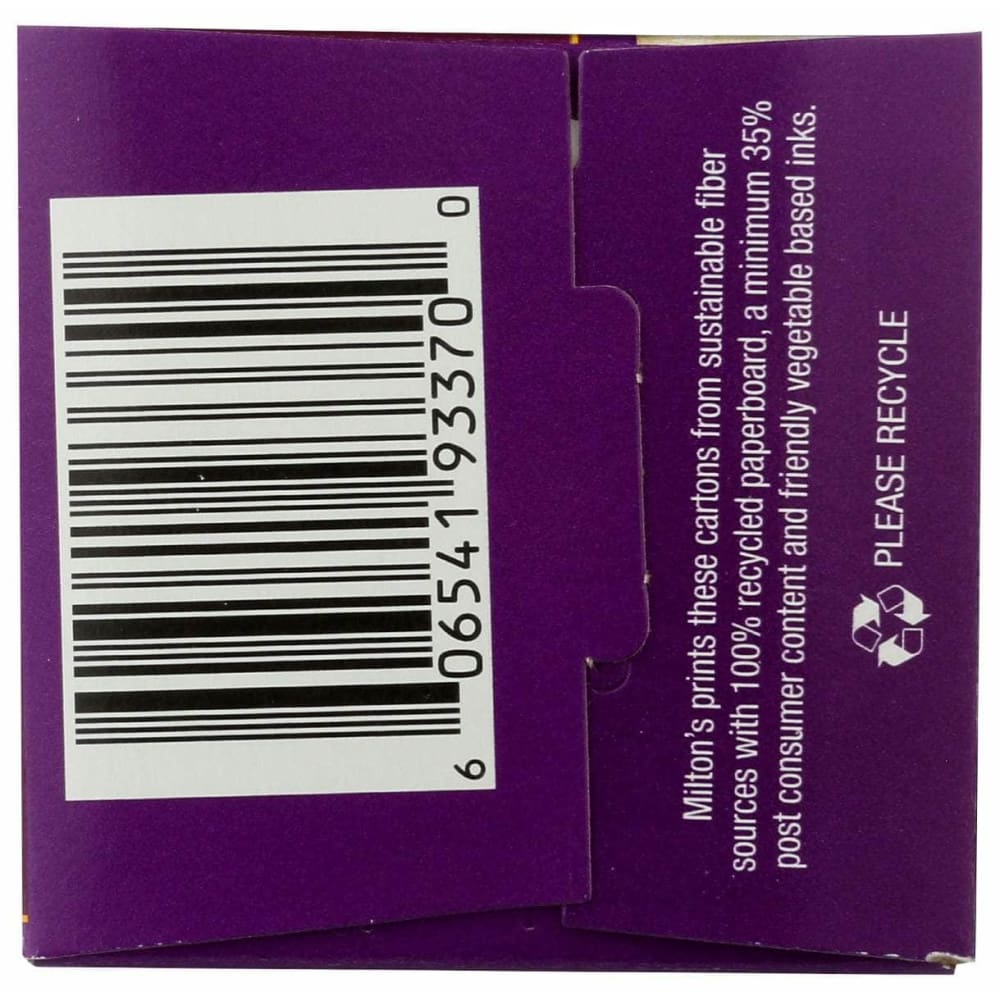 6 06541 93370 0
Milton's prints these cartons from sustainable fiber
sources with 100% recycled paperboard, a minimum 35%
post consumer content and friendly vegetable based inks.
PLEASE RECYCLE